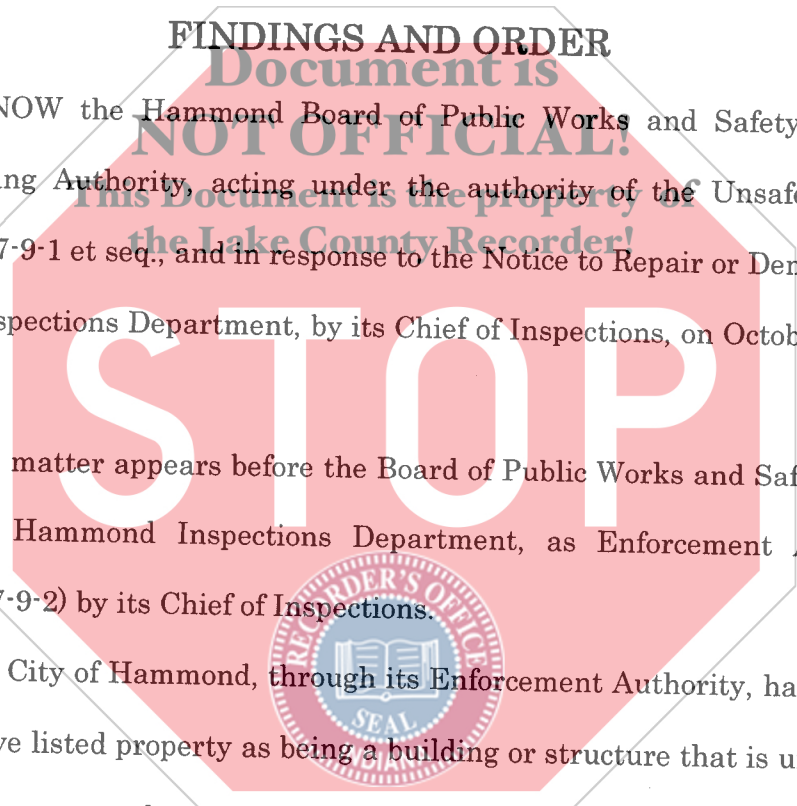 FINDINGS AND ORDER
Document is
NOW the Hammond Board of Public Works and Safety
NOT OFFICIAL!
ng Authority, acting under the authority of the Unsafe
This Document is the property of
7-9-1 et seq., and in response to the Notice to Repair or Dem
the Lake County Recorder!
spections Department, by its Chief of Inspections, on Octob
STOP
matter appears before the Board of Public Works and Saf
Hammond Inspections Department, as Enforcement
7-9-2) by its Chief of Inspections.
RECORDER'S OFFICE
City of Hammond, through its Enforcement Authority, ha
SEAL
ve listed property as being a building or structure that is u
INDIANA